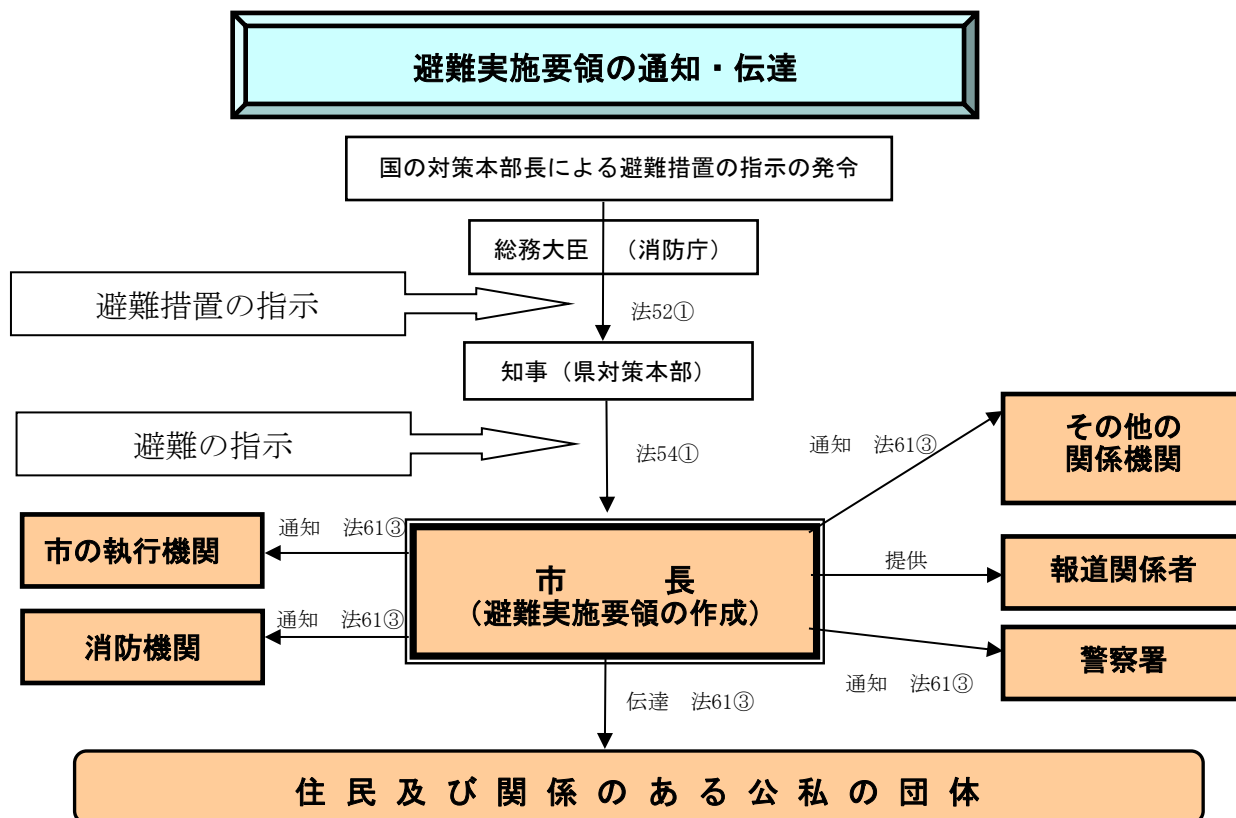 避難実施要領の通知・伝達
国の対策本部長による避難措置の指示の発令
総務大臣　（消防庁）
避難措置の指示
法52①
知事（県対策本部）
避難の指示
法54①
通知　法61③
その他の
関係機関
市の執行機関
通知　法61③
市　　　長
（避難実施要領の作成）
提供
報道関係者
消防機関
通知　法61③
警察署
通知　法61③
伝達　法61③
住民及び関係のある公私の団体